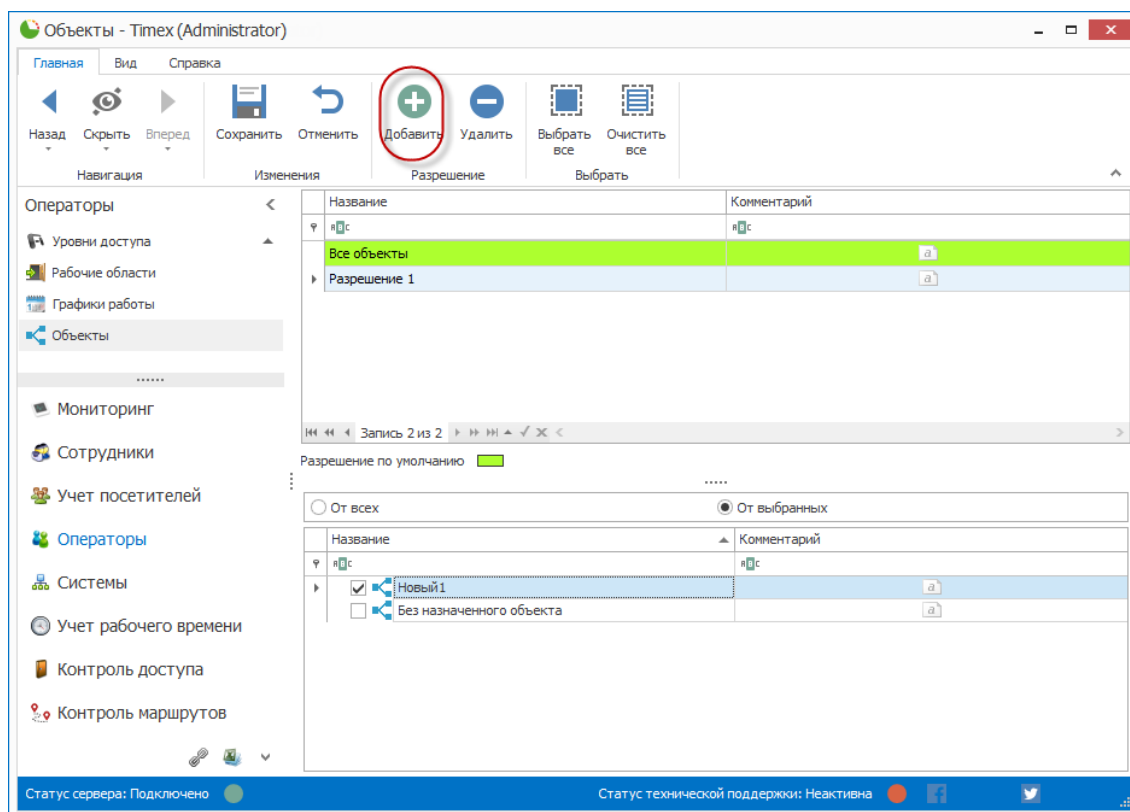 Объекты - Timex (Administrator)
Главная Вид Справка
Назад Скрыть Вперед Сохранить Отменить Добавить Удалить Выбрать все Очистить все
Навигация Изменения Разрешение Выбрать
Операторы
Уровни доступа
Рабочие области
Графики работы
Объекты
Мониторинг
Сотрудники
Учет посетителей
Операторы
Системы
Учет рабочего времени
Контроль доступа
Контроль маршрутов
Название Комментарий
Все объекты
Разрешение 1
Запись 2 из 2
Разрешение по умолчанию
От всех От выбранных
Название Комментарий
Новый1
Без назначенного объекта
Статус сервера: Подключено Статус технической поддержки: Неактивна